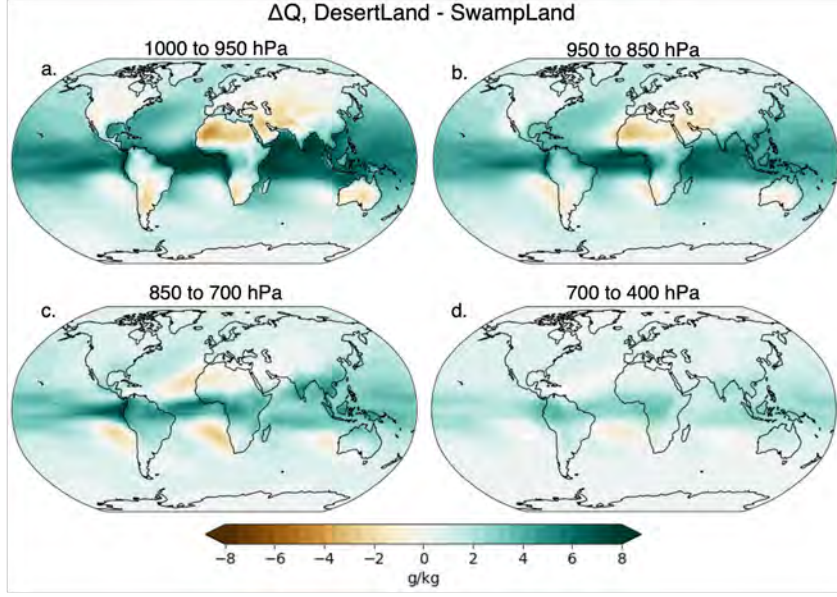 ΔQ, DesertLand - SwampLand
1000 to 950 hPa
950 to 850 hPa
a.
b.
850 to 700 hPa
700 to 400 hPa
c.
d.
−8 −6 −4 −2 0 2 4 6 8
g/kg